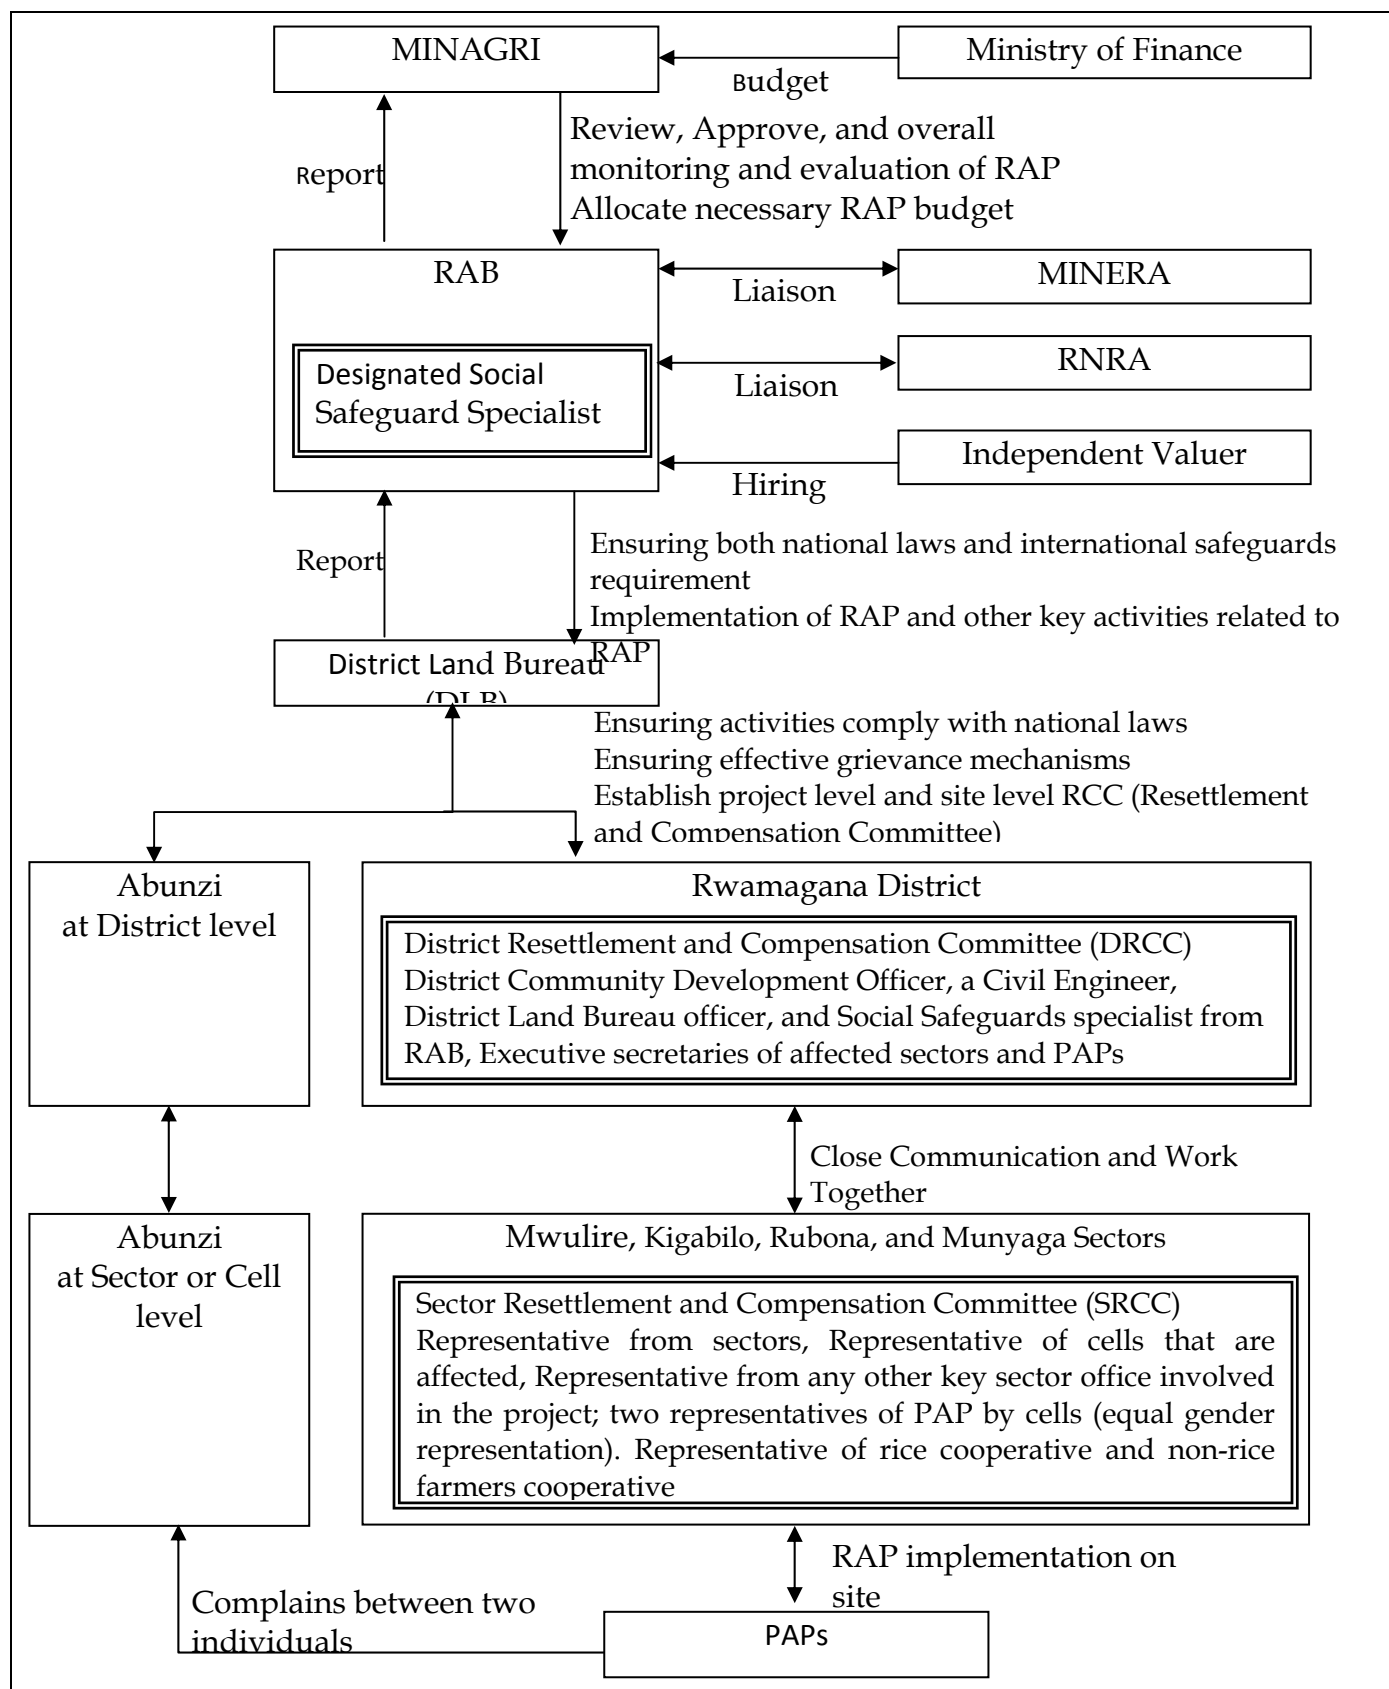 MINAGRI
Ministry of Finance
Budget
Review, Approve, and overall
monitoring and evaluation of RAP
Allocate necessary RAP budget
Report
RAB
MINERA
Liaison
Designated Social
Safeguard Specialist
RNRA
Liaison
Independent Valuer
Hiring
Report
Ensuring both national laws and international safeguards
requirement
Implementation of RAP and other key activities related to
RAP
District Land Bureau
(DLB)
Ensuring activities comply with national laws
Ensuring effective grievance mechanisms
Establish project level and site level RCC (Resettlement
and Compensation Committee)
Abunzi
at District level
Rwamagana District
District Resettlement and Compensation Committee (DRCC)
District Community Development Officer, a Civil Engineer,
District Land Bureau officer, and Social Safeguards specialist from
RAB, Executive secretaries of affected sectors and PAPs
Close Communication and Work
Together
Abunzi
at Sector or Cell
level
Mwulire, Kigabilo, Rubona, and Munyaga Sectors
Sector Resettlement and Compensation Committee (SRCC)
Representative from sectors, Representative of cells that are
affected, Representative from any other key sector office involved
in the project; two representatives of PAP by cells (equal gender
representation). Representative of rice cooperative and non-rice
farmers cooperative
RAP implementation on
site
Complains between two
individuals
PAPs